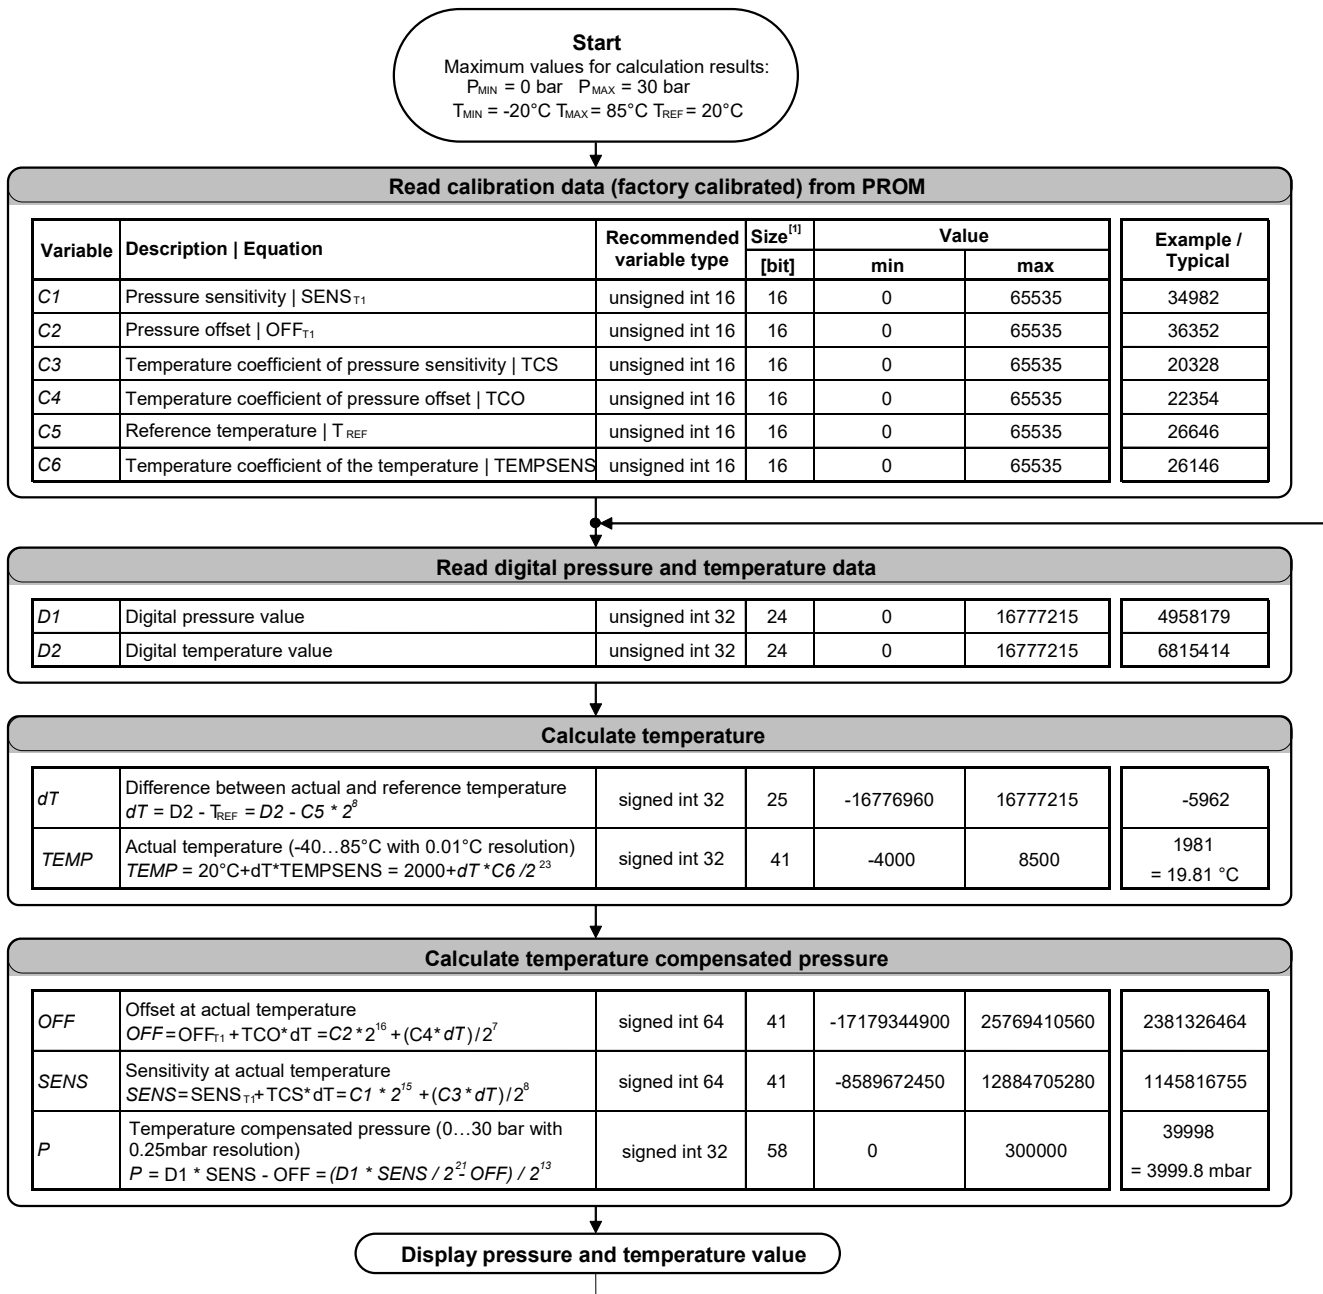 Start
Maximum values for calculation results:
PMIN = 0 bar PMAX = 30 bar
TMIN = -20°C TMAX = 85°C TREF = 20°C
Read calibration data (factory calibrated) from PROM
Variable Description | Equation Recommended variable type Size[1] [bit] Value min max Example / Typical
C1 Pressure sensitivity | SENST1 unsigned int 16 16 0 65535 34982
C2 Pressure offset | OFFT1 unsigned int 16 16 0 65535 36352
C3 Temperature coefficient of pressure sensitivity | TCS unsigned int 16 16 0 65535 20328
C4 Temperature coefficient of pressure offset | TCO unsigned int 16 16 0 65535 22354
C5 Reference temperature | TREF unsigned int 16 16 0 65535 26646
C6 Temperature coefficient of the temperature | TEMPSENS unsigned int 16 16 0 65535 26146
Read digital pressure and temperature data
D1 Digital pressure value unsigned int 32 24 0 16777215 4958179
D2 Digital temperature value unsigned int 32 24 0 16777215 6815414
Calculate temperature
dT Difference between actual and reference temperature signed int 32 25 -16776960 16777215 -5962
dT = D2 - TREF = D2 - C5 * 2^8
TEMP Actual temperature (-40…85°C with 0.01°C resolution) signed int 32 41 -4000 8500 1981
TEMP = 20°C+dT*TEMPSENS = 2000+dT*C6/2^23 = 19.81 °C
Calculate temperature compensated pressure
OFF Offset at actual temperature signed int 64 41 -17179344900 25769410560 2381326464
OFF=OFFT1+TCO*dT=C2*2^16+(C4*dT)/2^7
SENS Sensitivity at actual temperature signed int 64 41 -8589672450 12884705280 1145816755
SENS=SENST1+TCS*dT=C1 * 2^15+(C3*dT)/2^8
P Temperature compensated pressure (0…30 bar with signed int 32 58 0 300000 39998
0.25mbar resolution)
P = D1 * SENS - OFF = (D1 * SENS / 2^21 - OFF) / 2^13 = 3999.8 mbar
Display pressure and temperature value